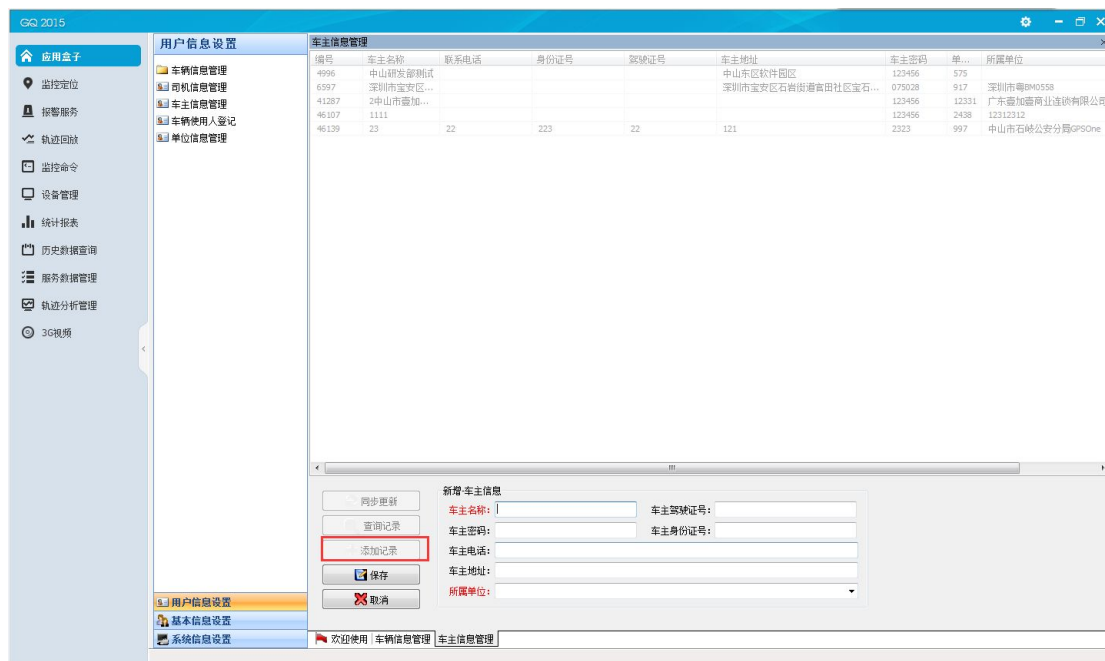 GQ 2015
应用盒子
监控定位
报警服务
轨迹回放
监控命令
设备管理
统计报表
历史数据查询
服务数据管理
轨迹分析管理
3G视频
用户信息设置
车辆信息管理
司机信息管理
车主信息管理
车辆使用人登记
单位信息管理
用户信息设置
基本信息设置
系统信息设置
车主信息管理
编号 车主名称 联系电话 身份证号 驾驶证号 车主地址 车主密码 单... 所属单位
4996 中山研发部测试 中山东区软件园区 123456 575
6597 深圳市宝安区... 深圳市宝安区石岩街道官田社区宝石... 075028 917 深圳市粤BM0558
41287 2中山市壹加... 123456 12331 广东壹加壹商业连锁有限公司
46107 1111 123456 2438 12312312
46139 23 22 223 22 121 2323 997 中山市石岐公安分局GPSOne
同步更新
查询记录
添加记录
保存
取消
新增-车主信息
车主名称: 车主驾驶证号:
车主密码: 车主身份证号:
车主电话:
车主地址:
所属单位:
欢迎使用 车辆信息管理 车主信息管理